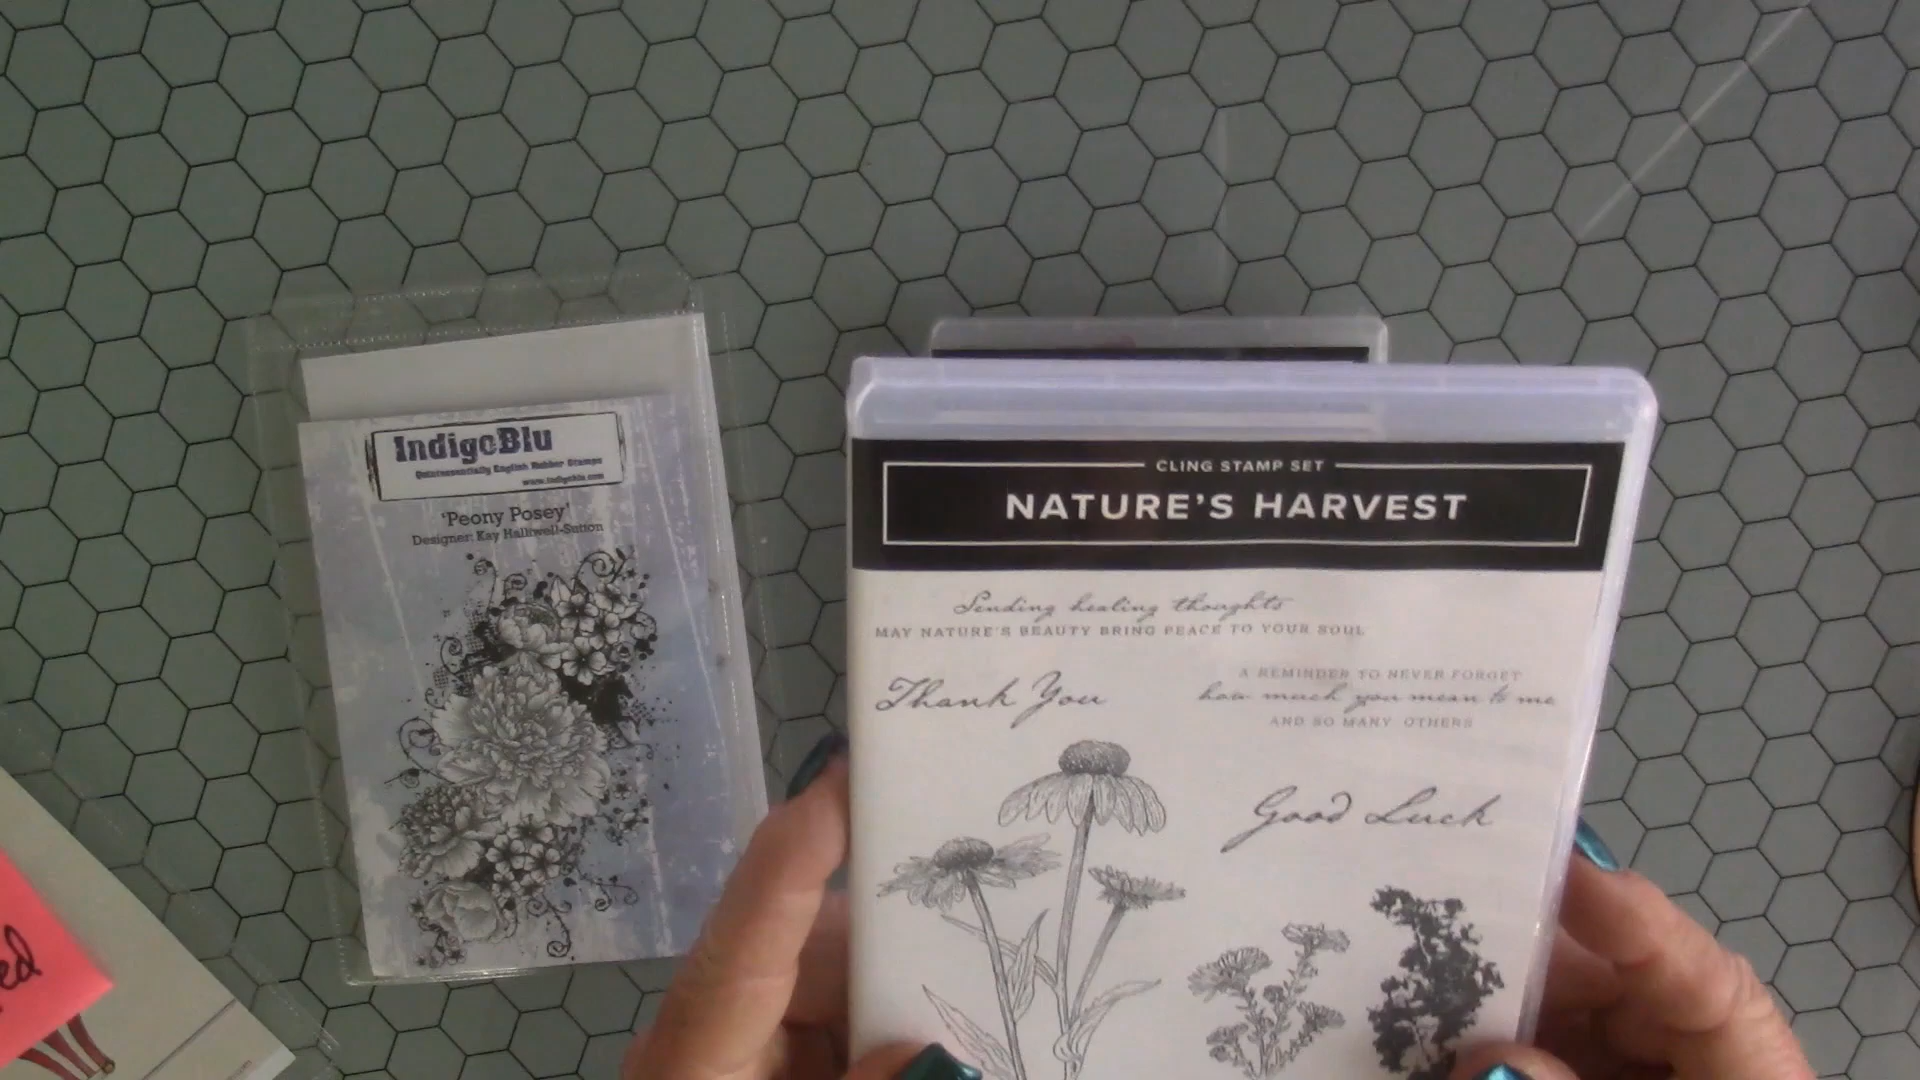 IndigoBlu
Quintessentially English Rubber Stamps
www.indigoblu.com
'Peony Posey'
Designer: Kay Halliwell-Sutton
CLING STAMP SET
NATURE'S HARVEST
Sending healing thoughts
MAY NATURE'S BEAUTY BRING PEACE TO YOUR SOUL
Thank You
A REMINDER TO NEVER FORGET
how much you mean to me
AND SO MANY OTHERS
Good Luck